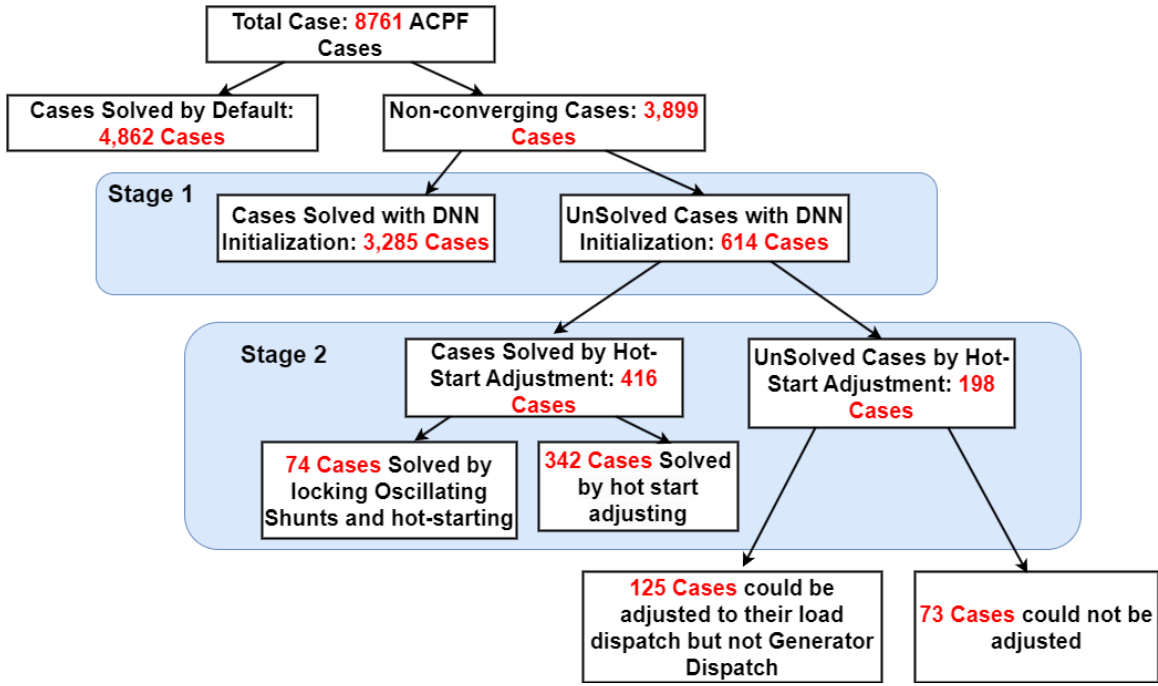 Total Case: 8761 ACPF
Cases
Cases Solved by Default:
4,862 Cases
Non-converging Cases: 3,899
Cases
Stage 1
Cases Solved with DNN
Initialization: 3,285 Cases
UnSolved Cases with DNN
Initialization: 614 Cases
Stage 2
Cases Solved by Hot-
Start Adjustment: 416
Cases
UnSolved Cases by Hot-
Start Adjustment: 198
Cases
74 Cases Solved by
locking Oscillating
Shunts and hot-starting
342 Cases Solved
by hot start
adjusting
125 Cases could be
adjusted to their load
dispatch but not Generator
Dispatch
73 Cases could not be
adjusted